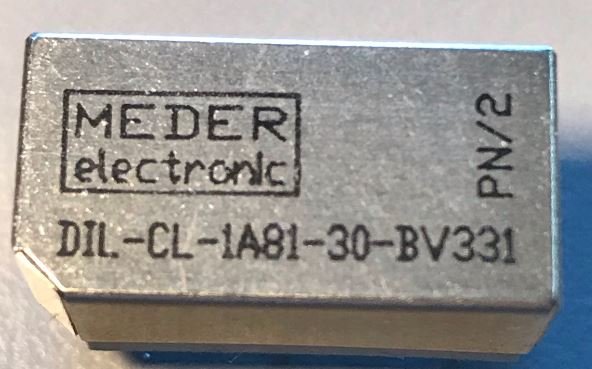 MEDER
electronic
DIL-CL-1A81-30-BV331
PN/2